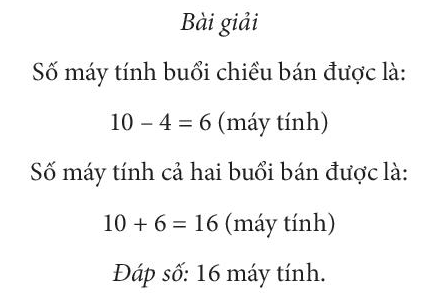 Bài giải
Số máy tính buổi chiều bán được là:
10 – 4 = 6 (máy tính)
Số máy tính cả hai buổi bán được là:
10 + 6 = 16 (máy tính)
Đáp số: 16 máy tính.